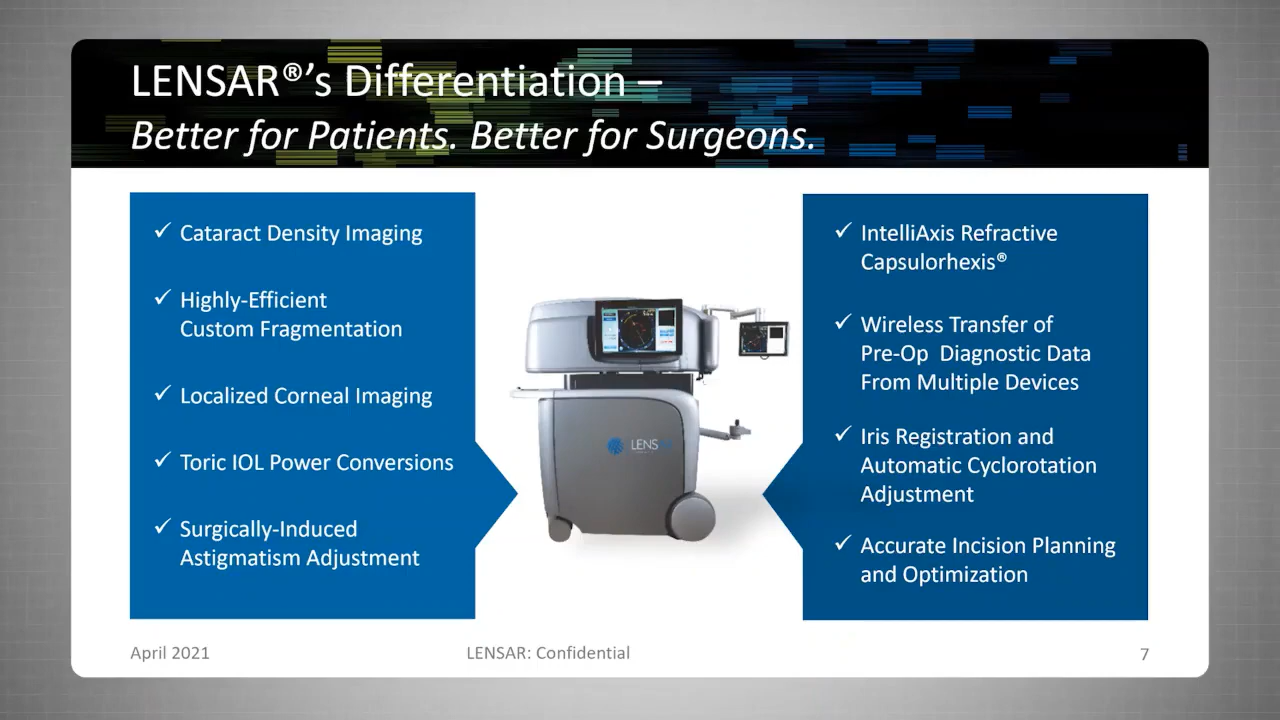 LENSAR®’s Differentiation –
Better for Patients. Better for Surgeons.
✓ Cataract Density Imaging
✓ Highly-Efficient
Custom Fragmentation
✓ Localized Corneal Imaging
✓ Toric IOL Power Conversions
✓ Surgically-Induced
Astigmatism Adjustment
LENSAR
✓ IntelliAxis Refractive
Capsulorhexis®
✓ Wireless Transfer of
Pre-Op  Diagnostic Data
From Multiple Devices
✓ Iris Registration and
Automatic Cyclorotation
Adjustment
✓ Accurate Incision Planning
and Optimization
April 2021
LENSAR: Confidential
7